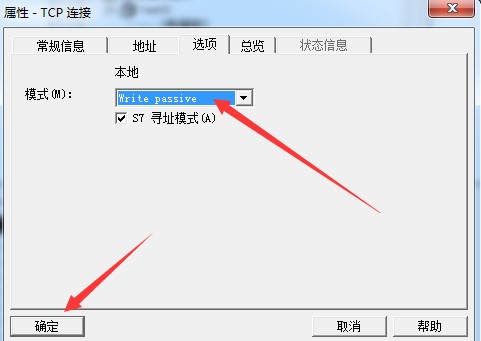 属性 - TCP 连接
常规信息 地址 选项 总览 状态信息
本地
模式(M): Write passive
S7 寻址模式(A)
确定 取消 帮助